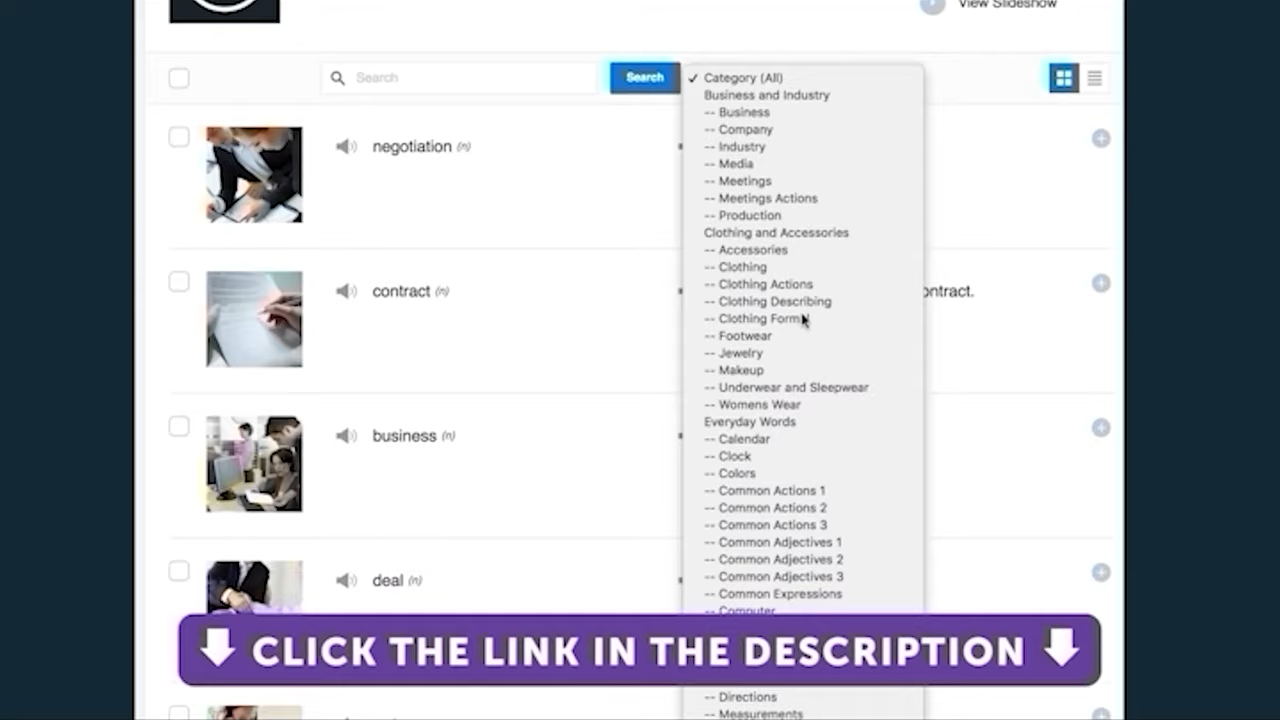 View Slideshow
Search
Search
✓ Category (All)
Business and Industry
-- Business
-- Company
-- Industry
-- Media
-- Meetings
-- Meetings Actions
-- Production
Clothing and Accessories
-- Accessories
-- Clothing
-- Clothing Actions
-- Clothing Describing
-- Clothing
-- Footwear
-- Jewelry
-- Makeup
-- Underwear and Sleepwear
-- Womens Wear
Everyday Words
-- Calendar
-- Clock
-- Colors
-- Common Actions 1
-- Common Actions 2
-- Common Actions 3
-- Common Adjectives 1
-- Common Adjectives 2
-- Common Adjectives 3
-- Common Expressions
-- Computer
-- Directions
-- Measurements
negotiation (n)
contract (n)
ontract.
business (n)
deal (n)
CLICK THE LINK IN THE DESCRIPTION